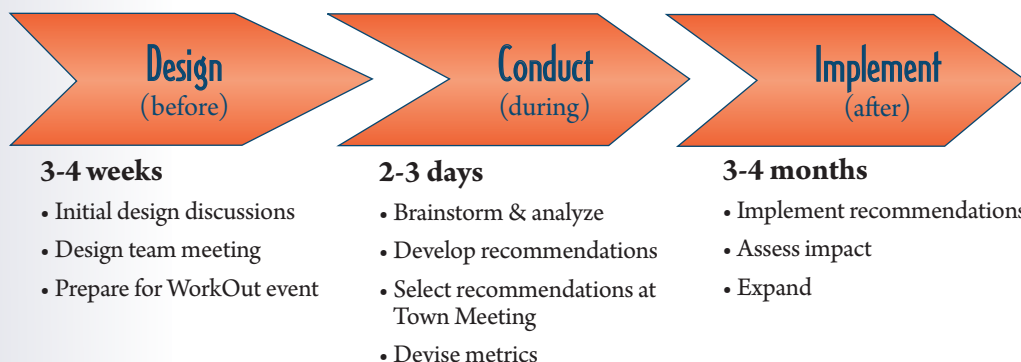 Design
(before)
3-4 weeks
• Initial design discussions
• Design team meeting
• Prepare for WorkOut event
Conduct
(during)
2-3 days
• Brainstorm & analyze
• Develop recommendations
• Select recommendations at
Town Meeting
• Devise metrics
Implement
(after)
3-4 months
• Implement recommendations
• Assess impact
• Expand